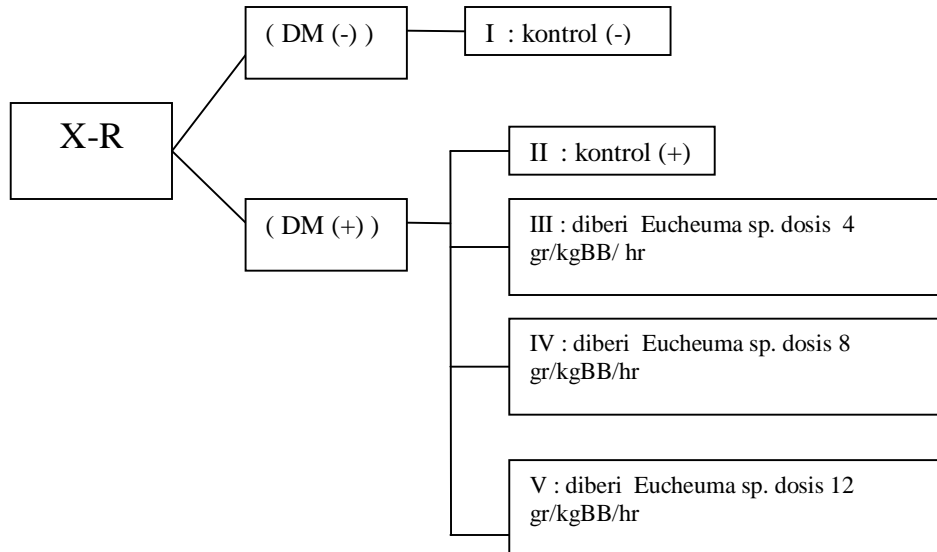 ( DM (-) )
I : kontrol (-)
X-R
II : kontrol (+)
( DM (+) )
III : diberi Eucheuma sp. dosis 4
gr/kgBB/ hr
IV : diberi Eucheuma sp. dosis 8
gr/kgBB/hr
V : diberi Eucheuma sp. dosis 12
gr/kgBB/hr